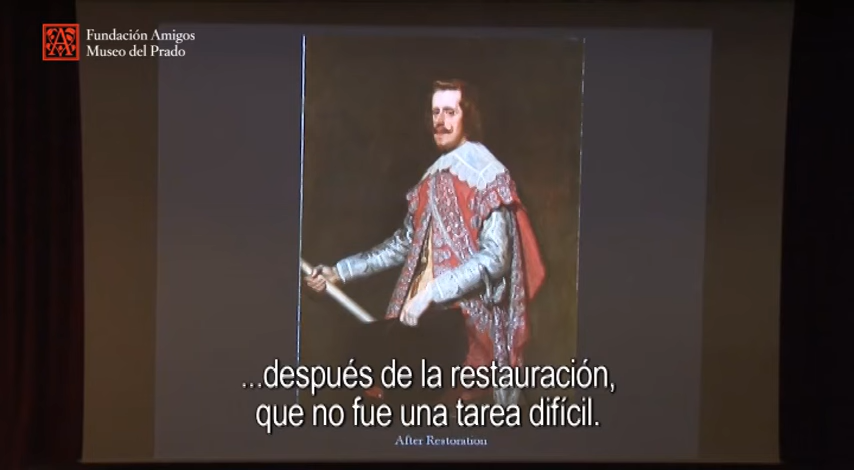 Fundación Amigos
Museo del Prado
...después de la restauración,
que no fue una tarea difícil.
After Restoration